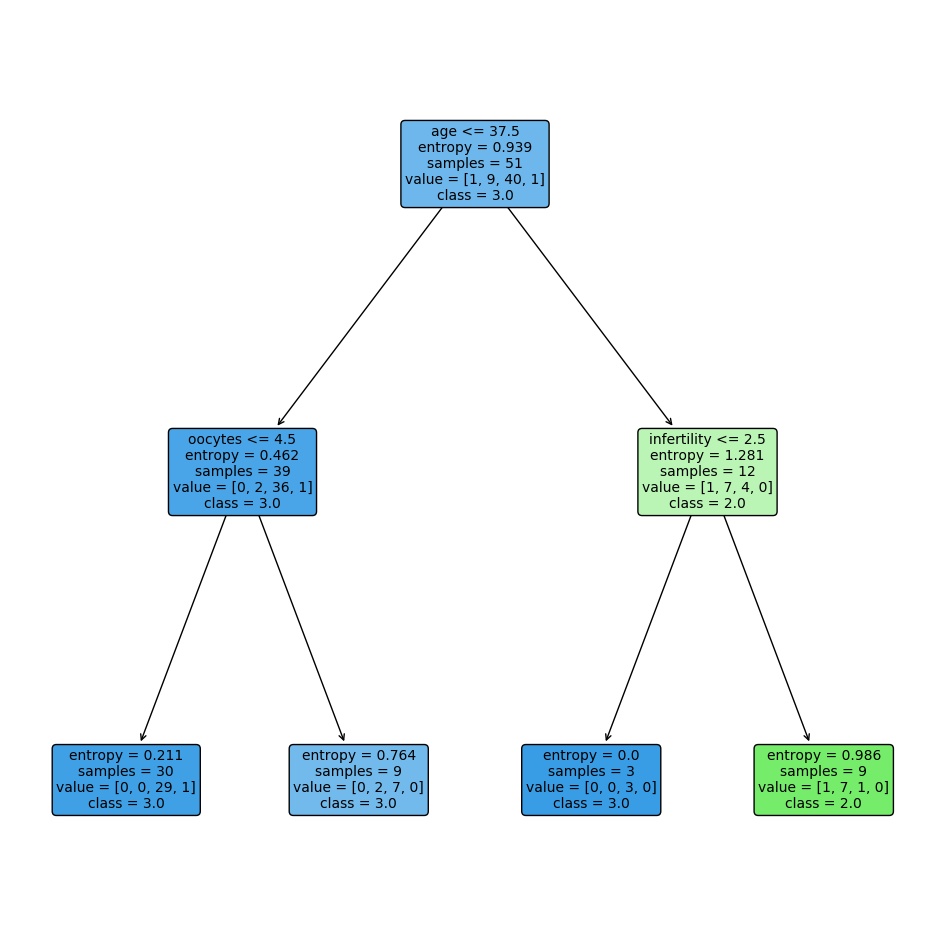 age <= 37.5
entropy = 0.939
samples = 51
value = [1, 9, 40, 1]
class = 3.0
oocytes <= 4.5
entropy = 0.462
samples = 39
value = [0, 2, 36, 1]
class = 3.0
infertility <= 2.5
entropy = 1.281
samples = 12
value = [1, 7, 4, 0]
class = 2.0
entropy = 0.211
samples = 30
value = [0, 0, 29, 1]
class = 3.0
entropy = 0.764
samples = 9
value = [0, 2, 7, 0]
class = 3.0
entropy = 0.0
samples = 3
value = [0, 0, 3, 0]
class = 3.0
entropy = 0.986
samples = 9
value = [1, 7, 1, 0]
class = 2.0